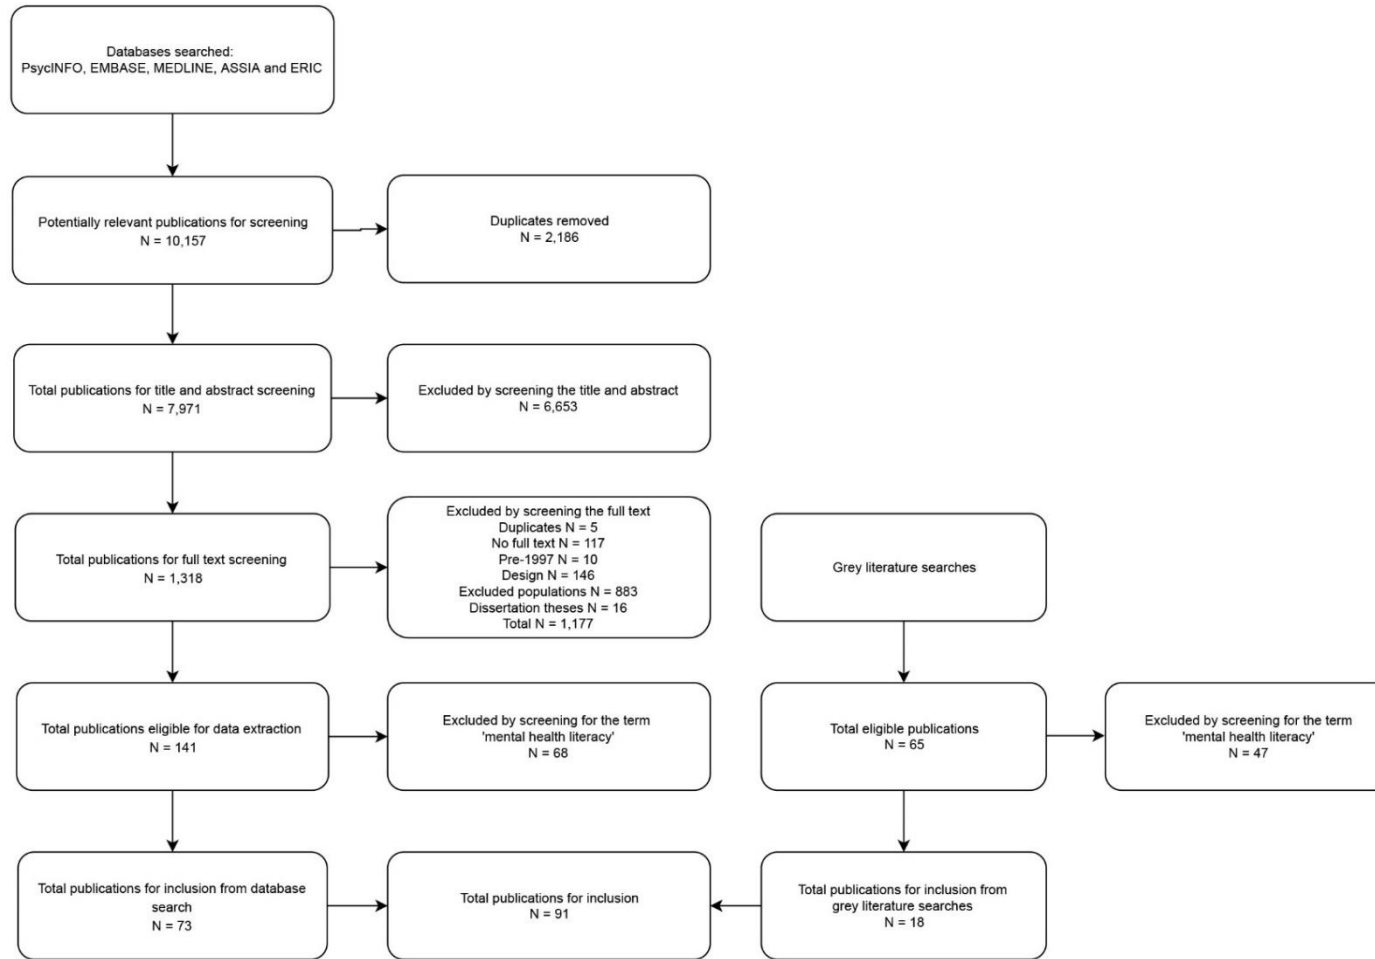 Databases searched:
PsycINFO, EMBASE, MEDLINE, ASSIA and ERIC
Potentially relevant publications for screening
N = 10,157
Duplicates removed
N = 2,186
Total publications for title and abstract screening
N = 7,971
Excluded by screening the title and abstract
N = 6,653
Total publications for full text screening
N = 1,318
Excluded by screening the full text
Duplicates N = 5
No full text N = 117
Pre-1997 N = 10
Design N = 146
Excluded populations N = 883
Dissertation theses N = 16
Total N = 1,177
Grey literature searches
Total publications eligible for data extraction
N = 141
Excluded by screening for the term
'mental health literacy'
N = 68
Total eligible publications
N = 65
Excluded by screening for the term
'mental health literacy'
N = 47
Total publications for inclusion from database
search
N = 73
Total publications for inclusion
N = 91
Total publications for inclusion from
grey literature searches
N = 18